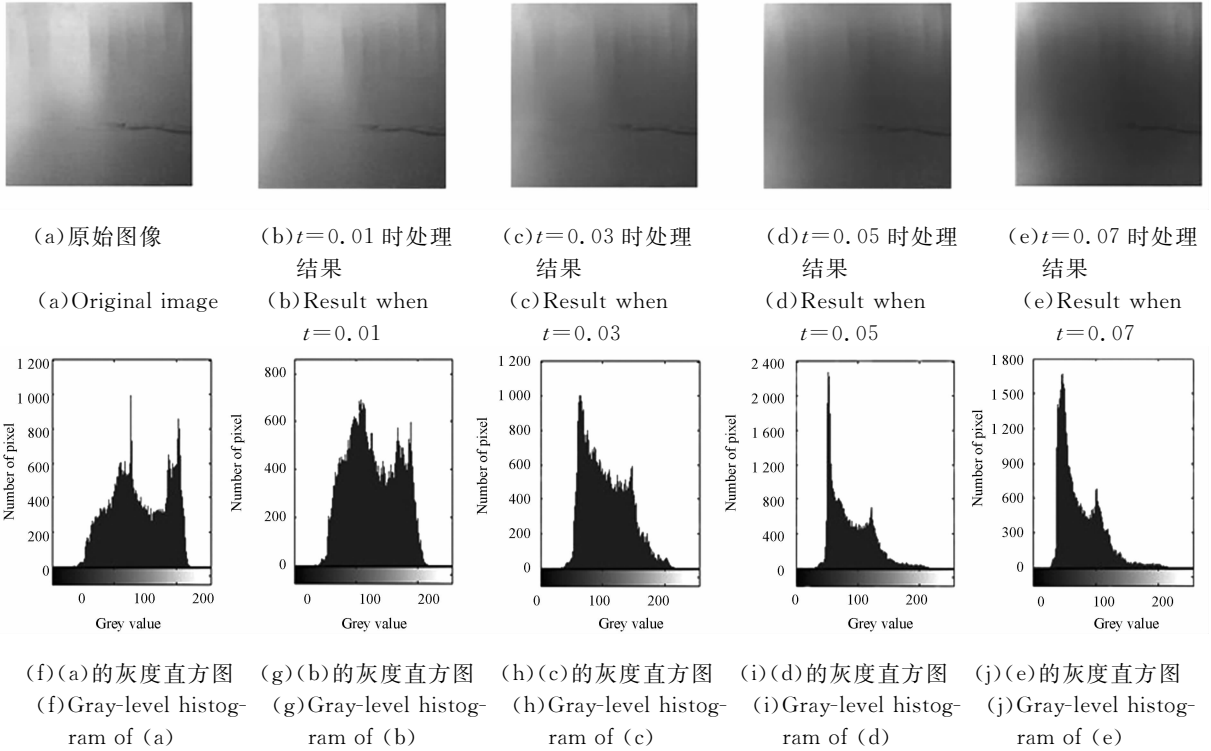 (a)原始图像
(b)t=0.01 时处理
结果
(c)t=0.03 时处理
结果
(d)t=0.05 时处理
结果
(e)t=0.07 时处理
结果
(a)Original image
(b)Result when
t=0.01
(c)Result when
t=0.03
(d)Result when
t=0.05
(e)Result when
t=0.07
Number of pixel
1 200
1 000
800
600
400
200
0
0 100 200
Grey value
Number of pixel
800
600
400
200
0
0 100 200
Grey value
Number of pixel
1 200
1 000
800
600
400
200
0
0 100 200
Grey value
Number of pixel
2 400
2 000
1 600
1 200
800
400
0
0 100 200
Grey value
Number of pixel
1 800
1 500
1 200
900
600
300
0
0 100 200
Grey value
(f)(a)的灰度直方图
(g)(b)的灰度直方图
(h)(c)的灰度直方图
(i)(d)的灰度直方图
(j)(e)的灰度直方图
(f)Gray-level histog-
ram of (a)
(g)Gray-level histog-
ram of (b)
(h)Gray-level histog-
ram of (c)
(i)Gray-level histog-
ram of (d)
(j)Gray-level histog-
ram of (e)